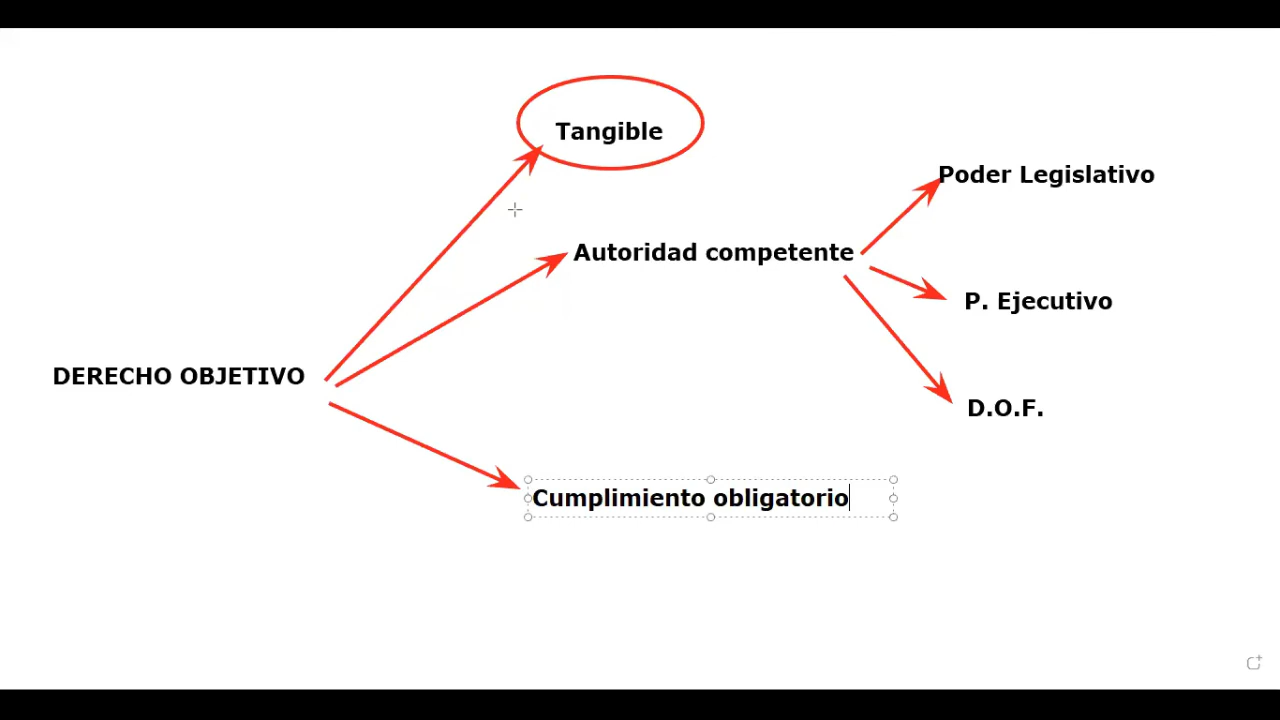 Tangible
Poder Legislativo
Autoridad competente
P. Ejecutivo
DERECHO OBJETIVO
D.O.F.
Cumplimiento obligatorio